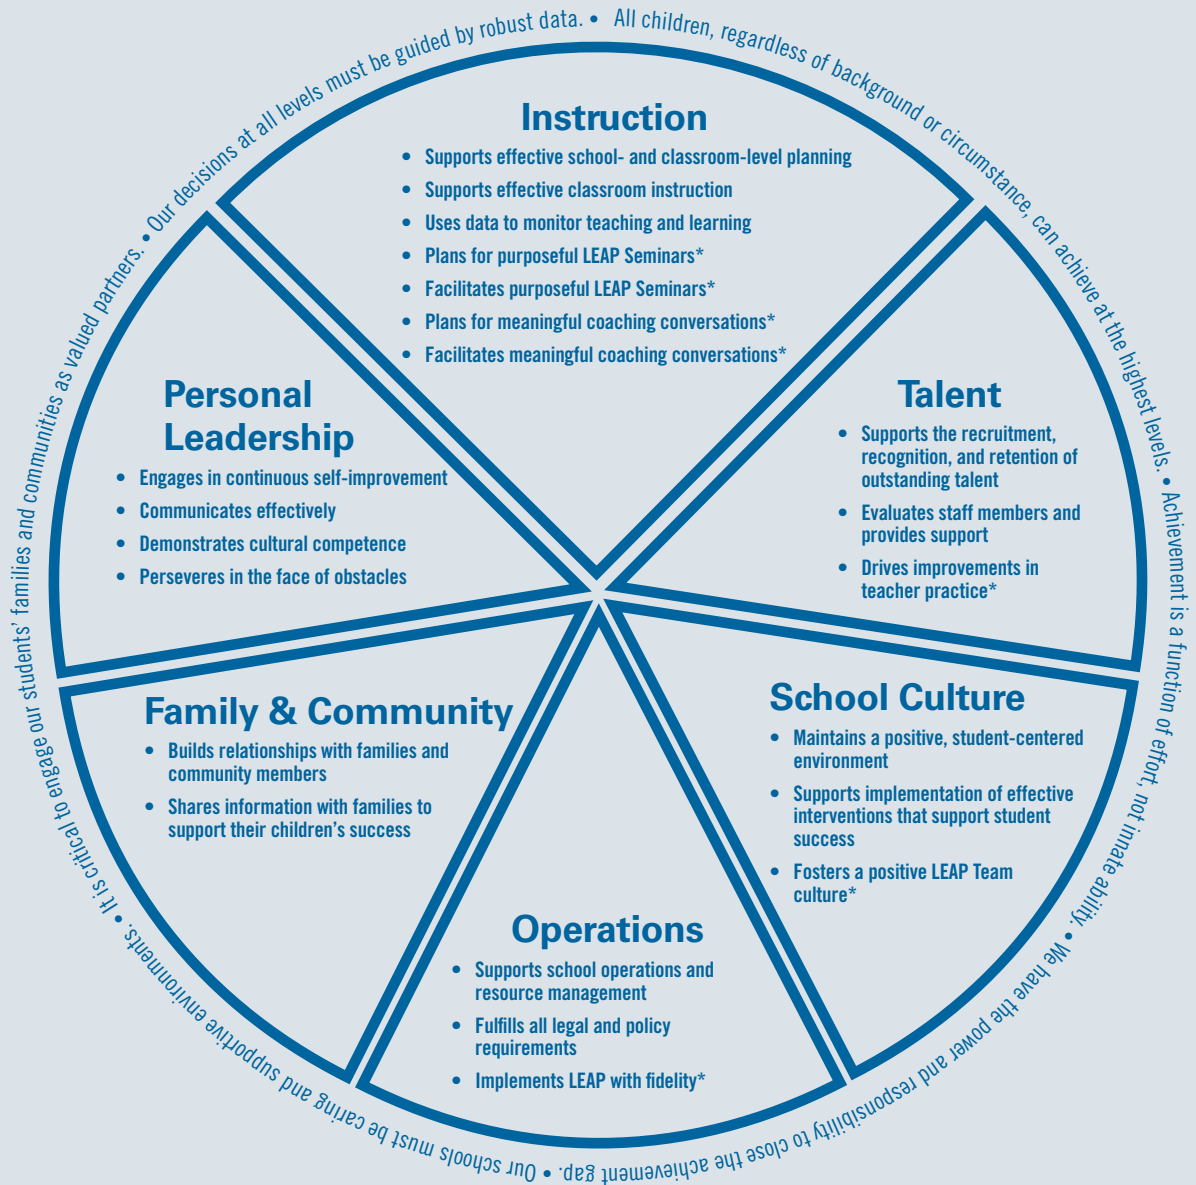 All children, regardless of background or circumstance, can achieve at the highest levels. • Achievement is a function of effort, not innate ability. • We have the power and responsibility to close the achievement gap. • Our schools must be caring and supportive environments. • It is critical to engage our students’ families and communities as valued partners. • Our decisions at all levels must be guided by robust data. •
Instruction
• Supports effective school- and classroom-level planning
• Supports effective classroom instruction
• Uses data to monitor teaching and learning
• Plans for purposeful LEAP Seminars*
• Facilitates purposeful LEAP Seminars*
• Plans for meaningful coaching conversations*
• Facilitates meaningful coaching conversations*
Talent
• Supports the recruitment,
recognition, and retention of
outstanding talent
• Evaluates staff members and
provides support
• Drives improvements in
teacher practice*
School Culture
• Maintains a positive, student-centered
environment
• Supports implementation of effective
interventions that support student
success
• Fosters a positive LEAP Team
culture*
Operations
• Supports school operations and
resource management
• Fulfills all legal and policy
requirements
• Implements LEAP with fidelity*
Family & Community
• Builds relationships with families and
community members
• Shares information with families to
support their children’s success
Personal
Leadership
• Engages in continuous self-improvement
• Communicates effectively
• Demonstrates cultural competence
• Perseveres in the face of obstacles